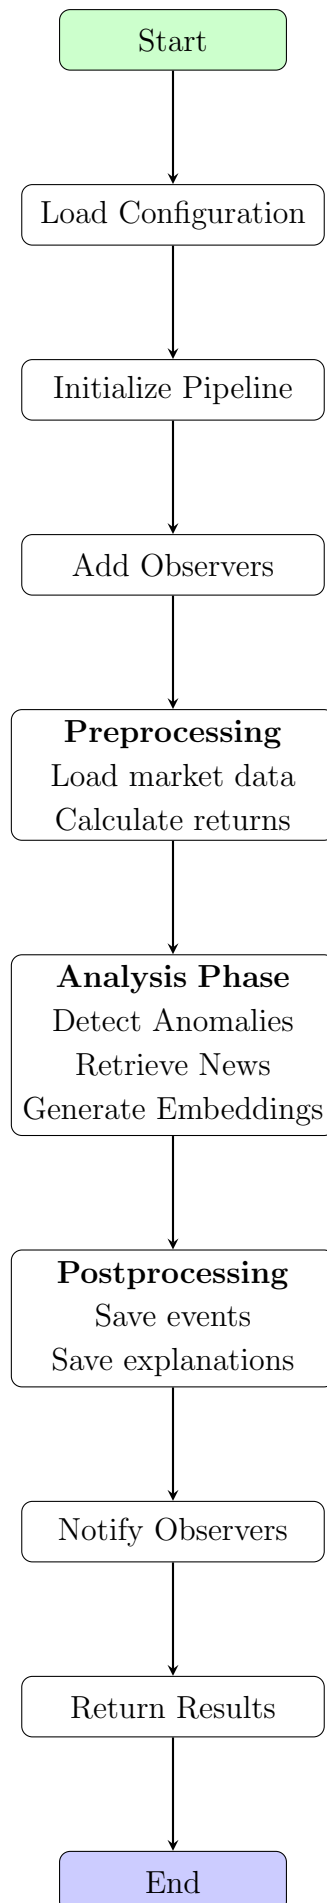 Start
Load Configuration
Initialize Pipeline
Add Observers
Preprocessing
Load market data
Calculate returns
Analysis Phase
Detect Anomalies
Retrieve News
Generate Embeddings
Postprocessing
Save events
Save explanations
Notify Observers
Return Results
End